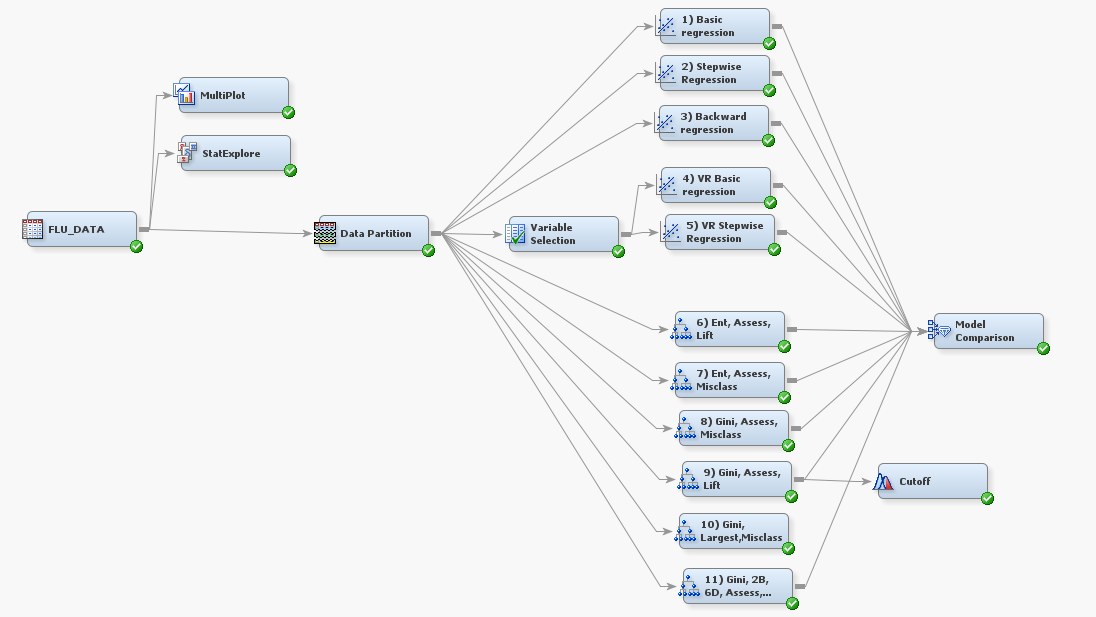 1) Basic
regression
2) Stepwise
Regression
MultiPlot
3) Backward
regression
StatExplore
4) VR Basic
regression
FLU_DATA
Data Partition
Variable
Selection
5) VR Stepwise
Regression
6) Ent, Assess,
Lift
Model
Comparison
7) Ent, Assess,
Misclass
8) Gini, Assess,
Misclass
9) Gini, Assess,
Lift
Cutoff
10) Gini,
Largest,Misclass
11) Gini, 2B,
6D, Assess,...